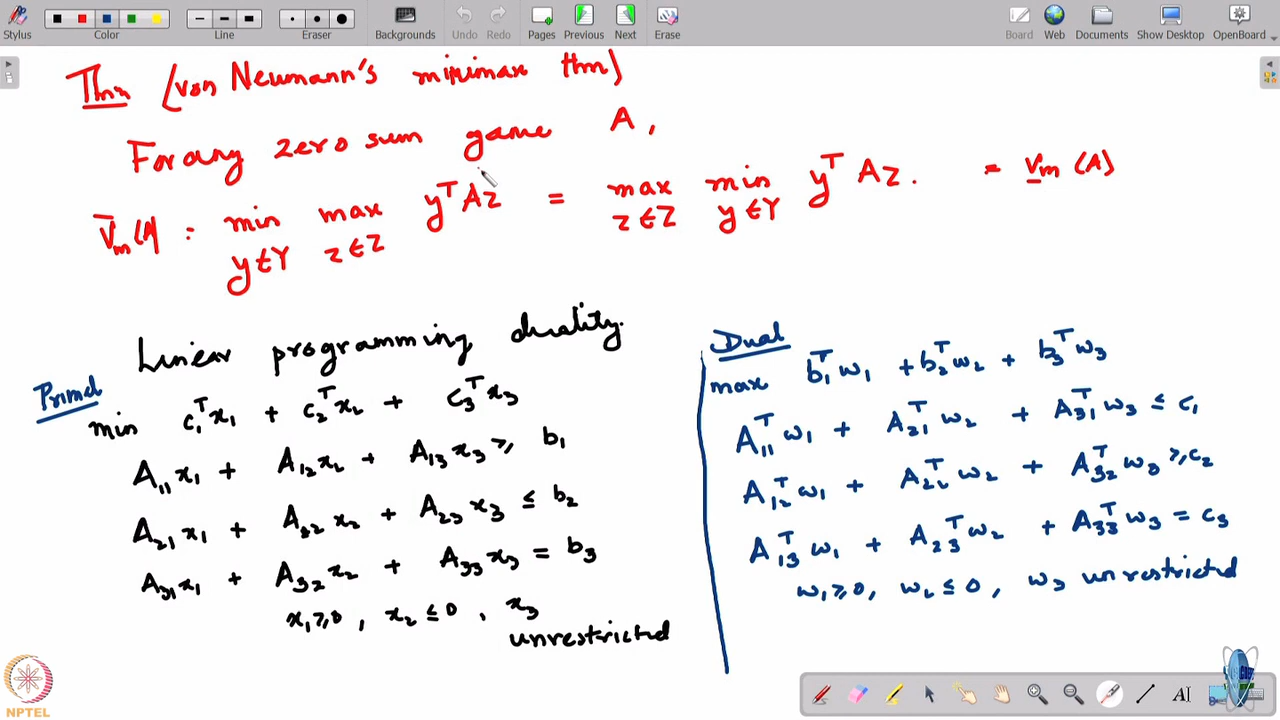 Stylus
Color
Line
Eraser
Backgrounds
Undo
Redo
Pages
Previous
Next
Erase
Board
Web
Documents
Show Desktop
OpenBoard
Thm (von Neumann's minimax thm)
For any zero sum game A,
V̄m(A) = min max yᵀAz = max min yᵀAz. = V̲m(A)
y∈Y z∈Z z∈Z y∈Y
Linear programming duality.
Primal
min c₁ᵀx₁ + c₂ᵀx₂ + c₃ᵀx₃
A₁₁x₁ + A₁₂x₂ + A₁₃x₃ ≥ b₁
A₂₁x₁ + A₂₂x₂ + A₂₃x₃ ≤ b₂
A₃₁x₁ + A₃₂x₂ + A₃₃x₃ = b₃
x₁≥0, x₂≤0, x₃
unrestricted
Dual
max b₁ᵀw₁ + b₂ᵀw₂ + b₃ᵀw₃
A₁₁ᵀw₁ + A₂₁ᵀw₂ + A₃₁ᵀw₃ ≤ c₁
A₁₂ᵀw₁ + A₂₂ᵀw₂ + A₃₂ᵀw₃ ≥ c₂
A₁₃ᵀw₁ + A₂₃ᵀw₂ + A₃₃ᵀw₃ = c₃
w₁≥0, w₂≤0, w₃ unrestricted
NPTEL